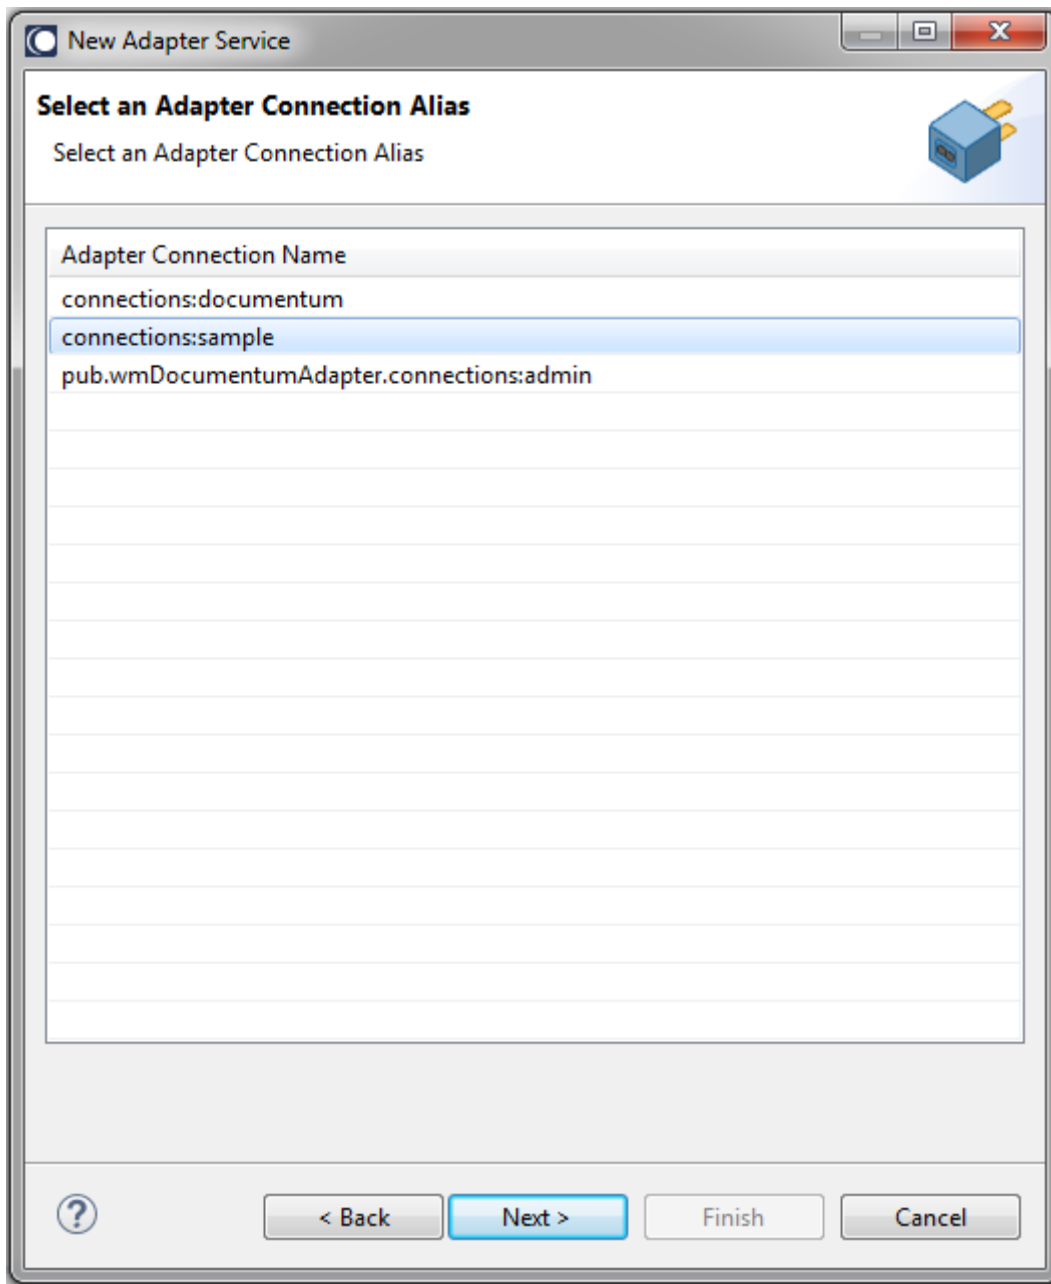 New Adapter Service
Select an Adapter Connection Alias
Select an Adapter Connection Alias
Adapter Connection Name
connections:documentum
connections:sample
pub.wmDocumentumAdapter.connections:admin
? < Back Next > Finish Cancel